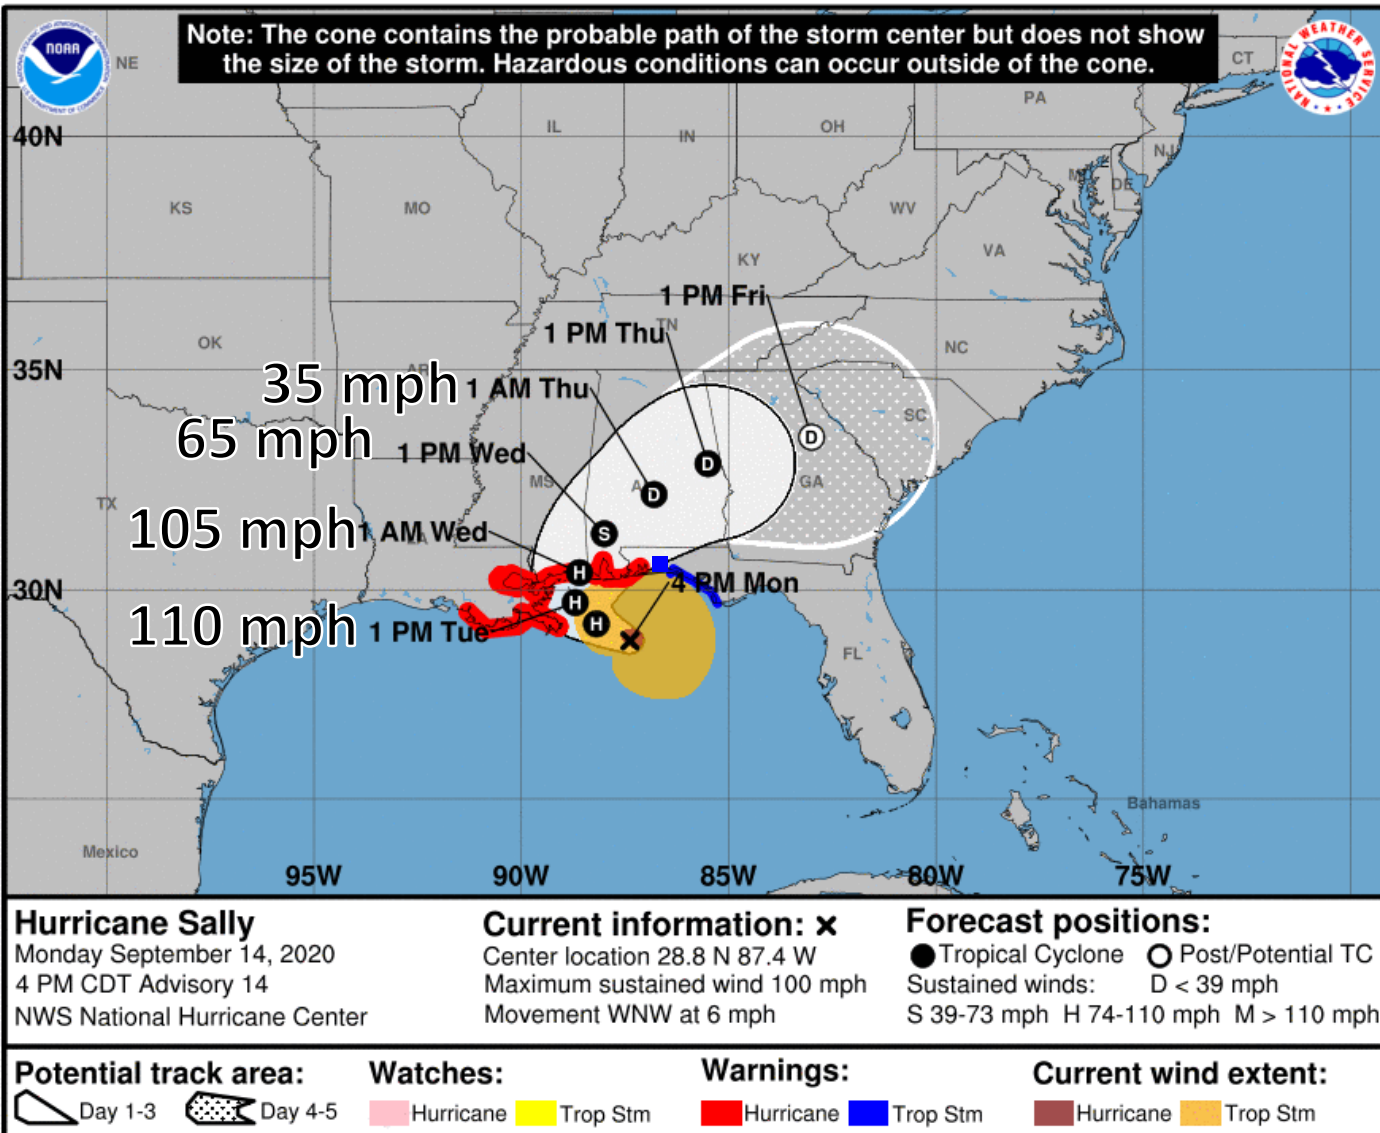 Note: The cone contains the probable path of the storm center but does not show
the size of the storm. Hazardous conditions can occur outside of the cone.
NOAA
NATIONAL WEATHER SERVICE
NE
CT
PA
40N
IL
IN
OH
NJ
DE
KS
MO
WV
VA
KY
1 PM Fri
TN
1 PM Thu
OK
NC
35N
AR
35 mph
1 AM Thu
SC
65 mph
1 PM Wed
MS
GA
TX
105 mph
1 AM Wed
LA
30N
4 PM Mon
110 mph
1 PM Tue
FL
Bahamas
Mexico
95W
90W
85W
80W
75W
Hurricane Sally
Monday September 14, 2020
4 PM CDT Advisory 14
NWS National Hurricane Center
Current information: ×
Center location 28.8 N 87.4 W
Maximum sustained wind 100 mph
Movement WNW at 6 mph
Forecast positions:
Tropical Cyclone
Post/Potential TC
Sustained winds:
D < 39 mph
S 39-73 mph H 74-110 mph M > 110 mph
Potential track area:
Day 1-3
Day 4-5
Watches:
Hurricane
Trop Stm
Warnings:
Hurricane
Trop Stm
Current wind extent:
Hurricane
Trop Stm
D
D
D
S
H
H
H